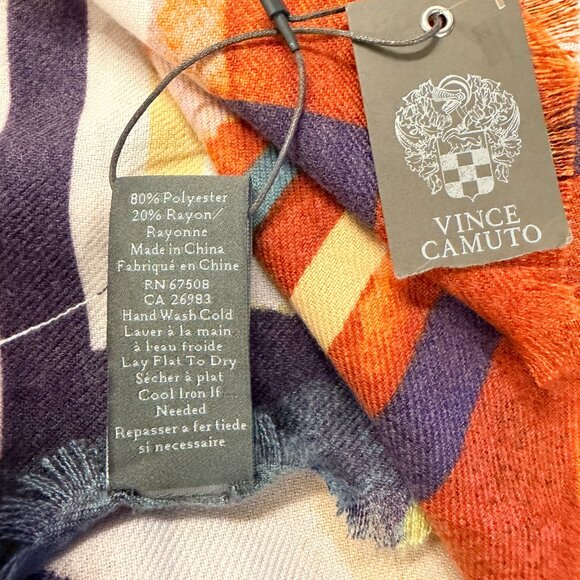 80% Polyester
20% Rayon/
Rayonne
Made in China
Fabriqué en Chine
RN 67508
CA 26983
Hand Wash Cold
Laver à la main
à l'eau froide
Lay Flat To Dry
Sécher à plat
Cool Iron If
Needed
Repasser a fer tiede
si necessaire
VINCE
CAMUTO